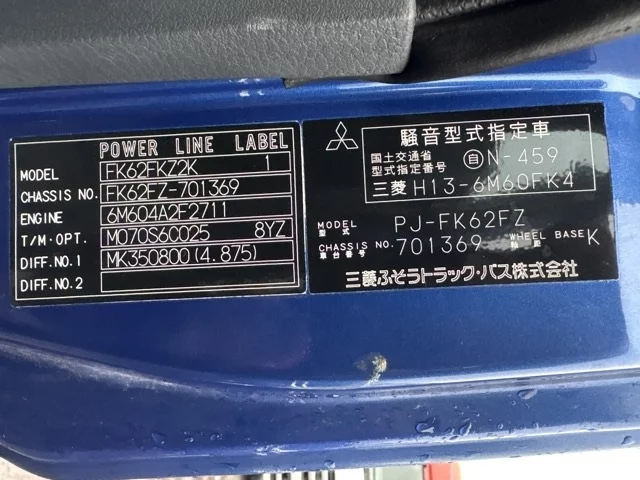 POWER LINE LABEL
MODEL FK62FKZ2K 1
CHASSIS NO. FK62FZ-701369
ENGINE 6M604A2F2711
T/M・OPT. M070S6C025 8YZ
DIFF.NO.1 MK350800(4.875)
DIFF.NO.2
騒音型式指定車
国土交通省
型式指定番号 自N-459
三菱 H13-6M60FK4
MODEL
型式 PJ-FK62FZ
CHASSIS NO.
車台番号 701369 WHEEL BASE
軸距 K
三菱ふそうトラック・バス株式会社